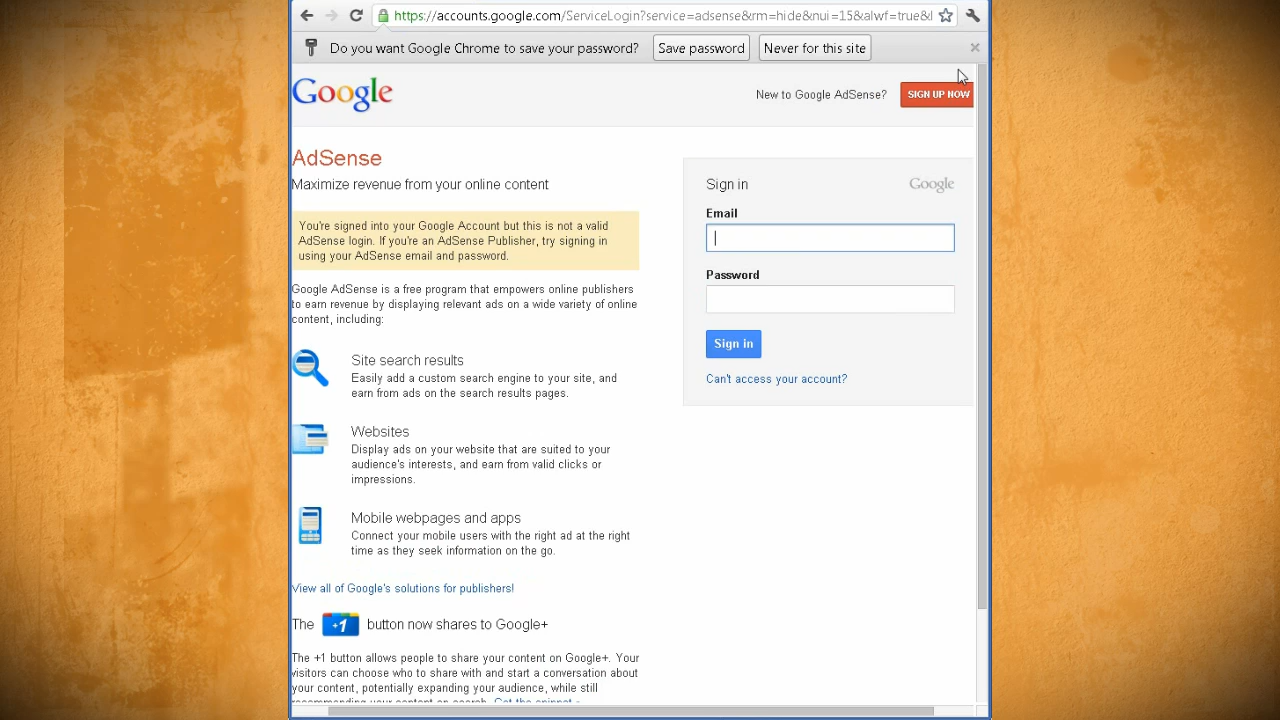 https://accounts.google.com/ServiceLogin?service=adsense&rm=hide&nui=15&alwf=true&l
Do you want Google Chrome to save your password? Save password Never for this site
Google
New to Google AdSense? SIGN UP NOW
AdSense
Maximize revenue from your online content
You're signed into your Google Account but this is not a valid
AdSense login. If you're an AdSense Publisher, try signing in
using your AdSense email and password.
Google AdSense is a free program that empowers online publishers
to earn revenue by displaying relevant ads on a wide variety of online
content, including:
Site search results
Easily add a custom search engine to your site, and
earn from ads on the search results pages.
Websites
Display ads on your website that are suited to your
audience's interests, and earn from valid clicks or
impressions.
Mobile webpages and apps
Connect your mobile users with the right ad at the right
time as they seek information on the go.
View all of Google's solutions for publishers!
The +1 button now shares to Google+
The +1 button allows people to share your content on Google+. Your
visitors can choose who to share with and start a conversation about
your content, potentially expanding your audience, while still
recommending your content on search. Get the snippet »
Sign in Google
Email
Password
Sign in
Can't access your account?